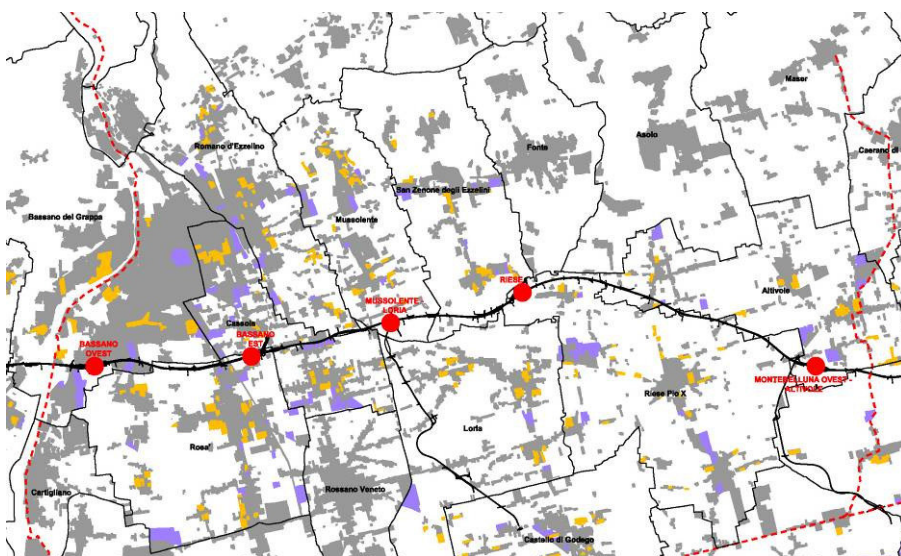 Maser
Romano d'Ezzelino
Fonte
Asolo
Caerano di
San Zenone degli Ezzelini
Bassano del Grappa
Mussolente
RIESE
Altivole
MUSSOLENTE
LORIA
Cassola
BASSANO
EST
BASSANO
OVEST
MONTEBELLUNA OVEST
ALTIVOLE
Riese Pio X
Loria
Rosa'
Cartigliano
Rossano Veneto
Castello di Godego